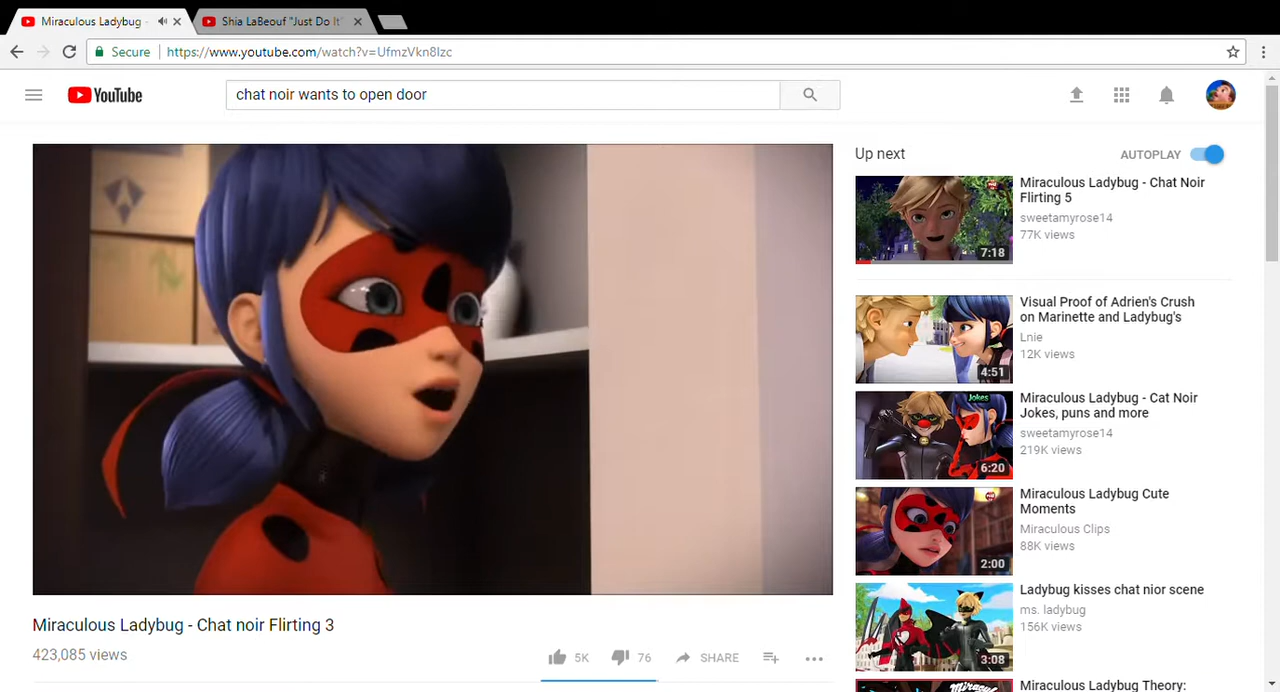 Miraculous Ladybug -
Shia LaBeouf "Just Do It"
Secure
https://www.youtube.com/watch?v=UfmzVkn8Izc
YouTube
chat noir wants to open door
Up next
AUTOPLAY
Miraculous Ladybug - Chat Noir
Flirting 5
sweetamyrose14
77K views
7:18
Visual Proof of Adrien's Crush
on Marinette and Ladybug's
Lnie
12K views
4:51
Miraculous Ladybug - Cat Noir
Jokes, puns and more
sweetamyrose14
219K views
Jokes
6:20
Miraculous Ladybug Cute
Moments
Miraculous Clips
88K views
2:00
Ladybug kisses chat nior scene
ms. ladybug
156K views
3:08
Miraculous Ladybug Theory:
Miraculous Ladybug - Chat noir Flirting 3
423,085 views
5K
76
SHARE